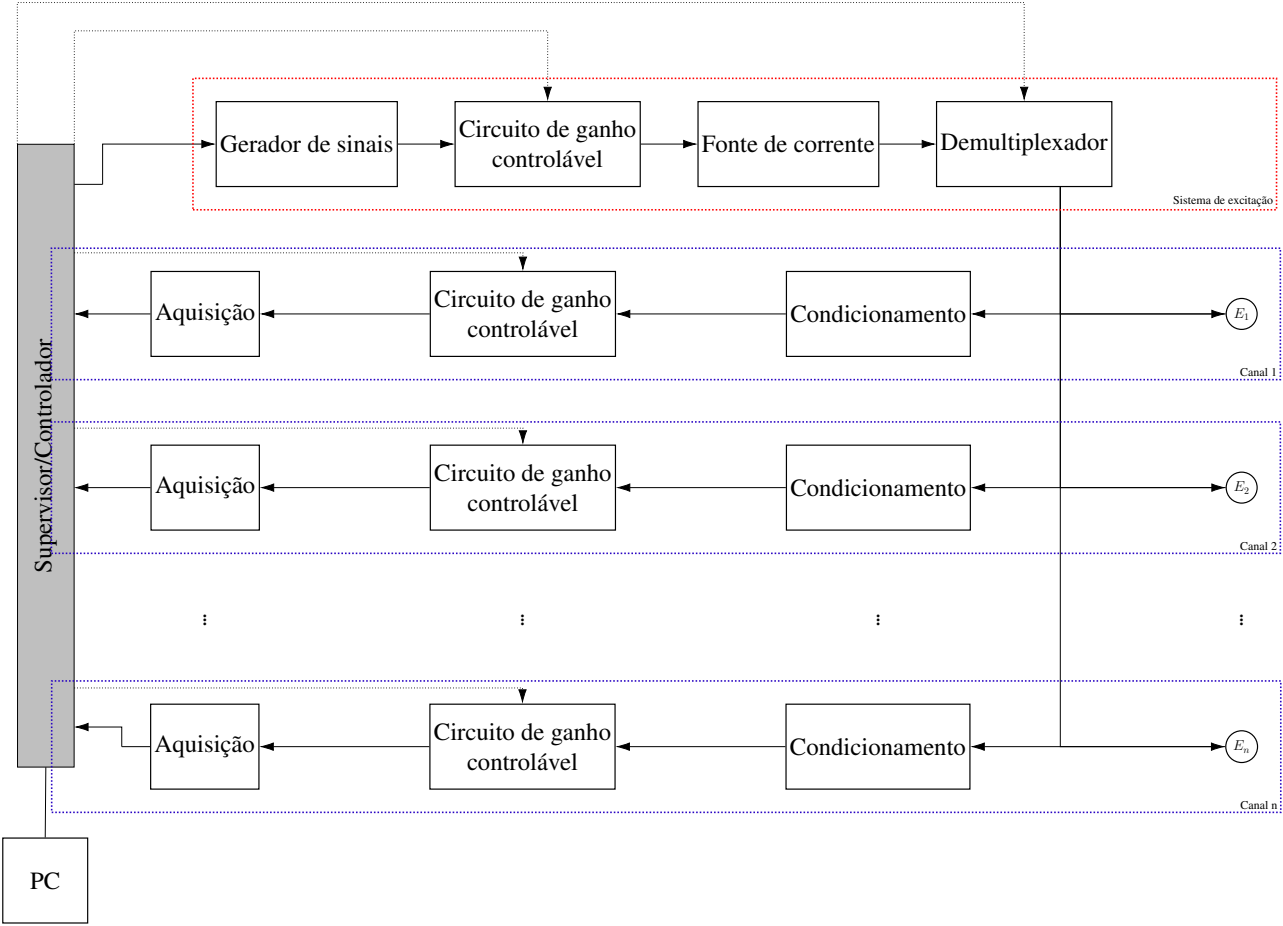 Gerador de sinais
Circuito de ganho
controlável
Fonte de corrente
Demultiplexador
Sistema de excitação
Supervisor/Controlador
Aquisição
Circuito de ganho
controlável
Condicionamento
E1
Canal 1
Aquisição
Circuito de ganho
controlável
Condicionamento
E2
Canal 2
...
...
...
...
Aquisição
Circuito de ganho
controlável
Condicionamento
En
Canal n
PC